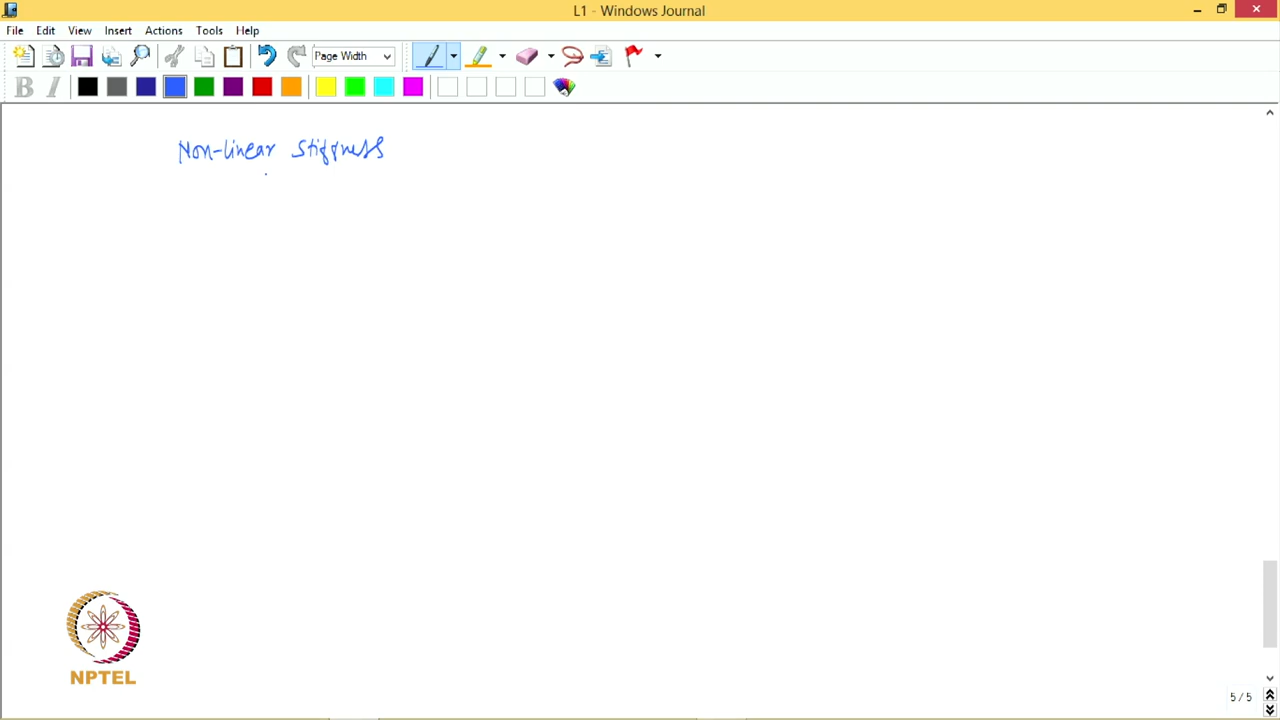 L1 - Windows Journal
File Edit View Insert Actions Tools Help
Page Width
B I
Non-linear Stiffness
NPTEL
5 / 5